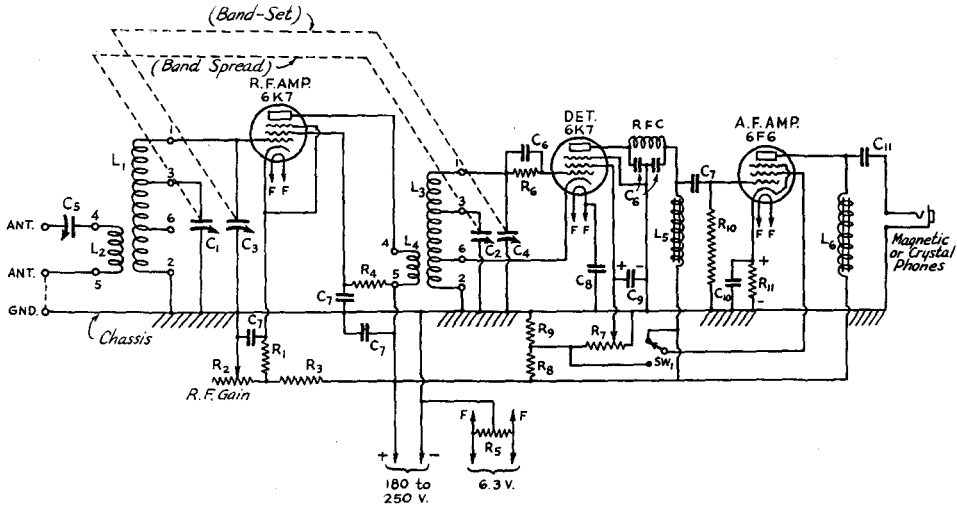 (Band-Set)
(Band Spread)
R.F. AMP.
6K7
DET.
6K7
RFC
A.F. AMP.
6F6
C11
1
1
C6
C7
L1
3
L3
3
R6
C6
F F
F F
F F
C5
ANT.
4
6
C1
C3
4
L4
C2
C4
6
L5
R10
L6
Magnetic
or Crystal
Phones
L2
R4
+
-
+
ANT.
5
2
C7
5
2
C8
C9
C10
R11
-
GND.
Chassis
C7
R1
C7
R9
R7
R8
SW1
R2
R3
R.F. Gain
F
F
R5
+
-
180 to
250 V.
6.3 V.